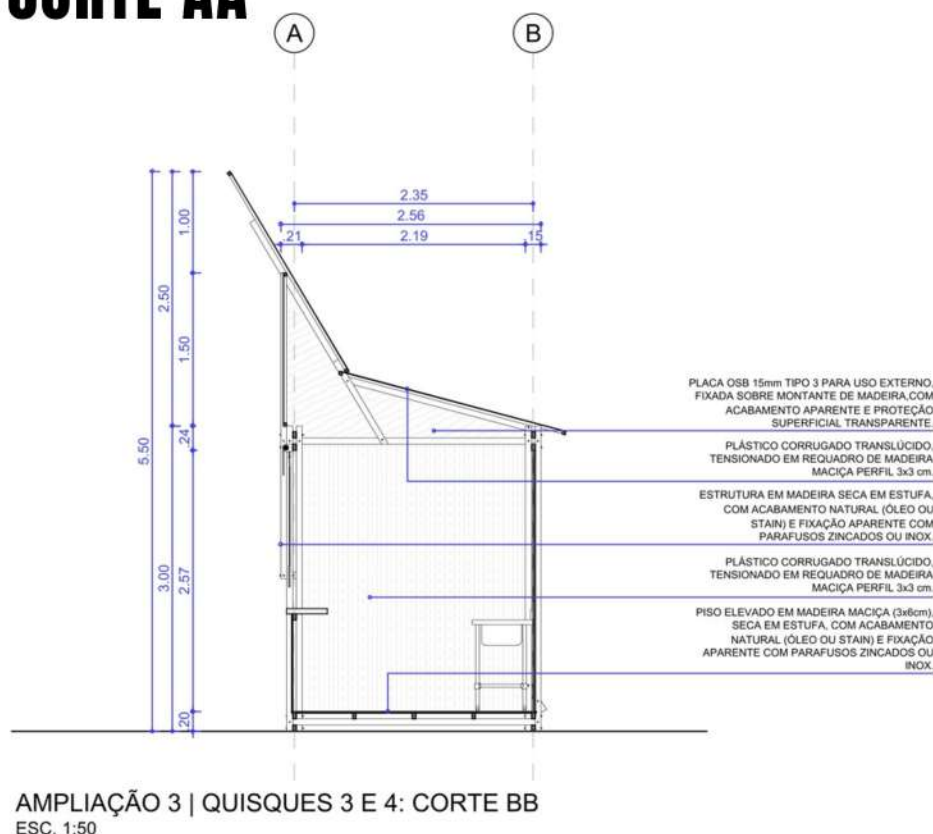 CORTE AA
A
B
2.35
2.56
.21
2.19
.15
1.00
2.50
1.50
.24
5.50
3.00
2.57
.20
PLACA OSB 15mm TIPO 3 PARA USO EXTERNO,
FIXADA SOBRE MONTANTE DE MADEIRA,COM
ACABAMENTO APARENTE E PROTEÇÃO
SUPERFICIAL TRANSPARENTE.
PLÁSTICO CORRUGADO TRANSLÚCIDO,
TENSIONADO EM REQUADRO DE MADEIRA
MACIÇA PERFIL 3x3 cm.
ESTRUTURA EM MADEIRA SECA EM ESTUFA,
COM ACABAMENTO NATURAL (ÓLEO OU
STAIN) E FIXAÇÃO APARENTE COM
PARAFUSOS ZINCADOS OU INOX.
PLÁSTICO CORRUGADO TRANSLÚCIDO,
TENSIONADO EM REQUADRO DE MADEIRA
MACIÇA PERFIL 3x3 cm.
PISO ELEVADO EM MADEIRA MACIÇA (3x6cm),
SECA EM ESTUFA, COM ACABAMENTO
NATURAL (ÓLEO OU STAIN) E FIXAÇÃO
APARENTE COM PARAFUSOS ZINCADOS OU
INOX.
AMPLIAÇÃO 3 | QUISQUES 3 E 4: CORTE BB
ESC. 1:50